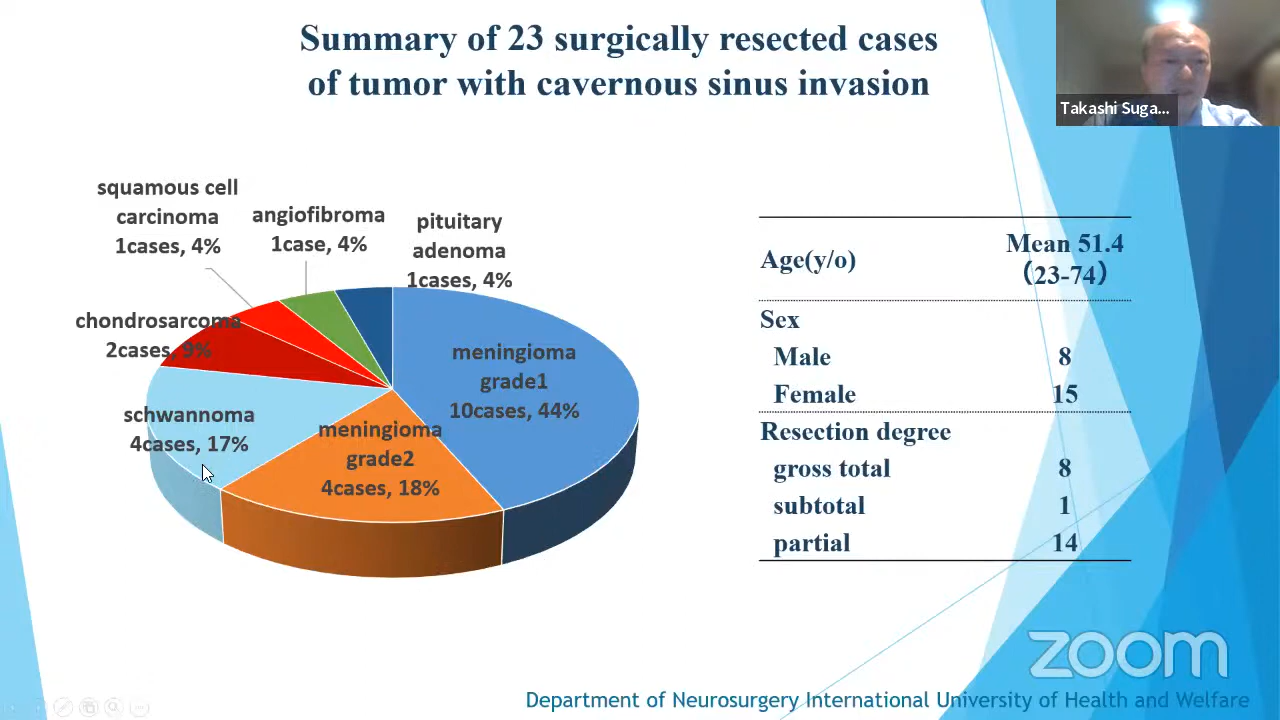 Summary of 23 surgically resected cases
of tumor with cavernous sinus invasion
Takashi Suga...
squamous cell
carcinoma
1cases, 4%
angiofibroma
1case, 4%
pituitary
adenoma
1cases, 4%
chondrosarcoma
2cases, 9%
meningioma
grade1
10cases, 44%
schwannoma
4cases, 17%
meningioma
grade2
4cases, 18%
Age(y/o) Mean 51.4
(23-74)
Sex
Male 8
Female 15
Resection degree
gross total 8
subtotal 1
partial 14
zoom
Department of Neurosurgery International University of Health and Welfare